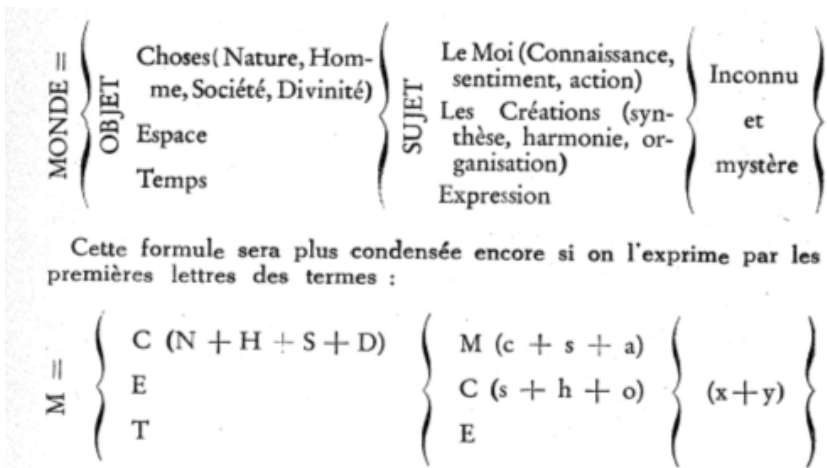 MONDE =
OBJET
Choses( Nature, Hom-
me, Société, Divinité)
Espace
Temps
SUJET
Le Moi (Connaissance,
sentiment, action)
Les Créations (syn-
thèse, harmonie, or-
ganisation)
Expression
Inconnu
et
mystère
Cette formule sera plus condensée encore si on l'exprime par les
premières lettres des termes :
M =
C (N + H + S + D)
E
T
M (c + s + a)
C (s + h + o)
E
(x+y)